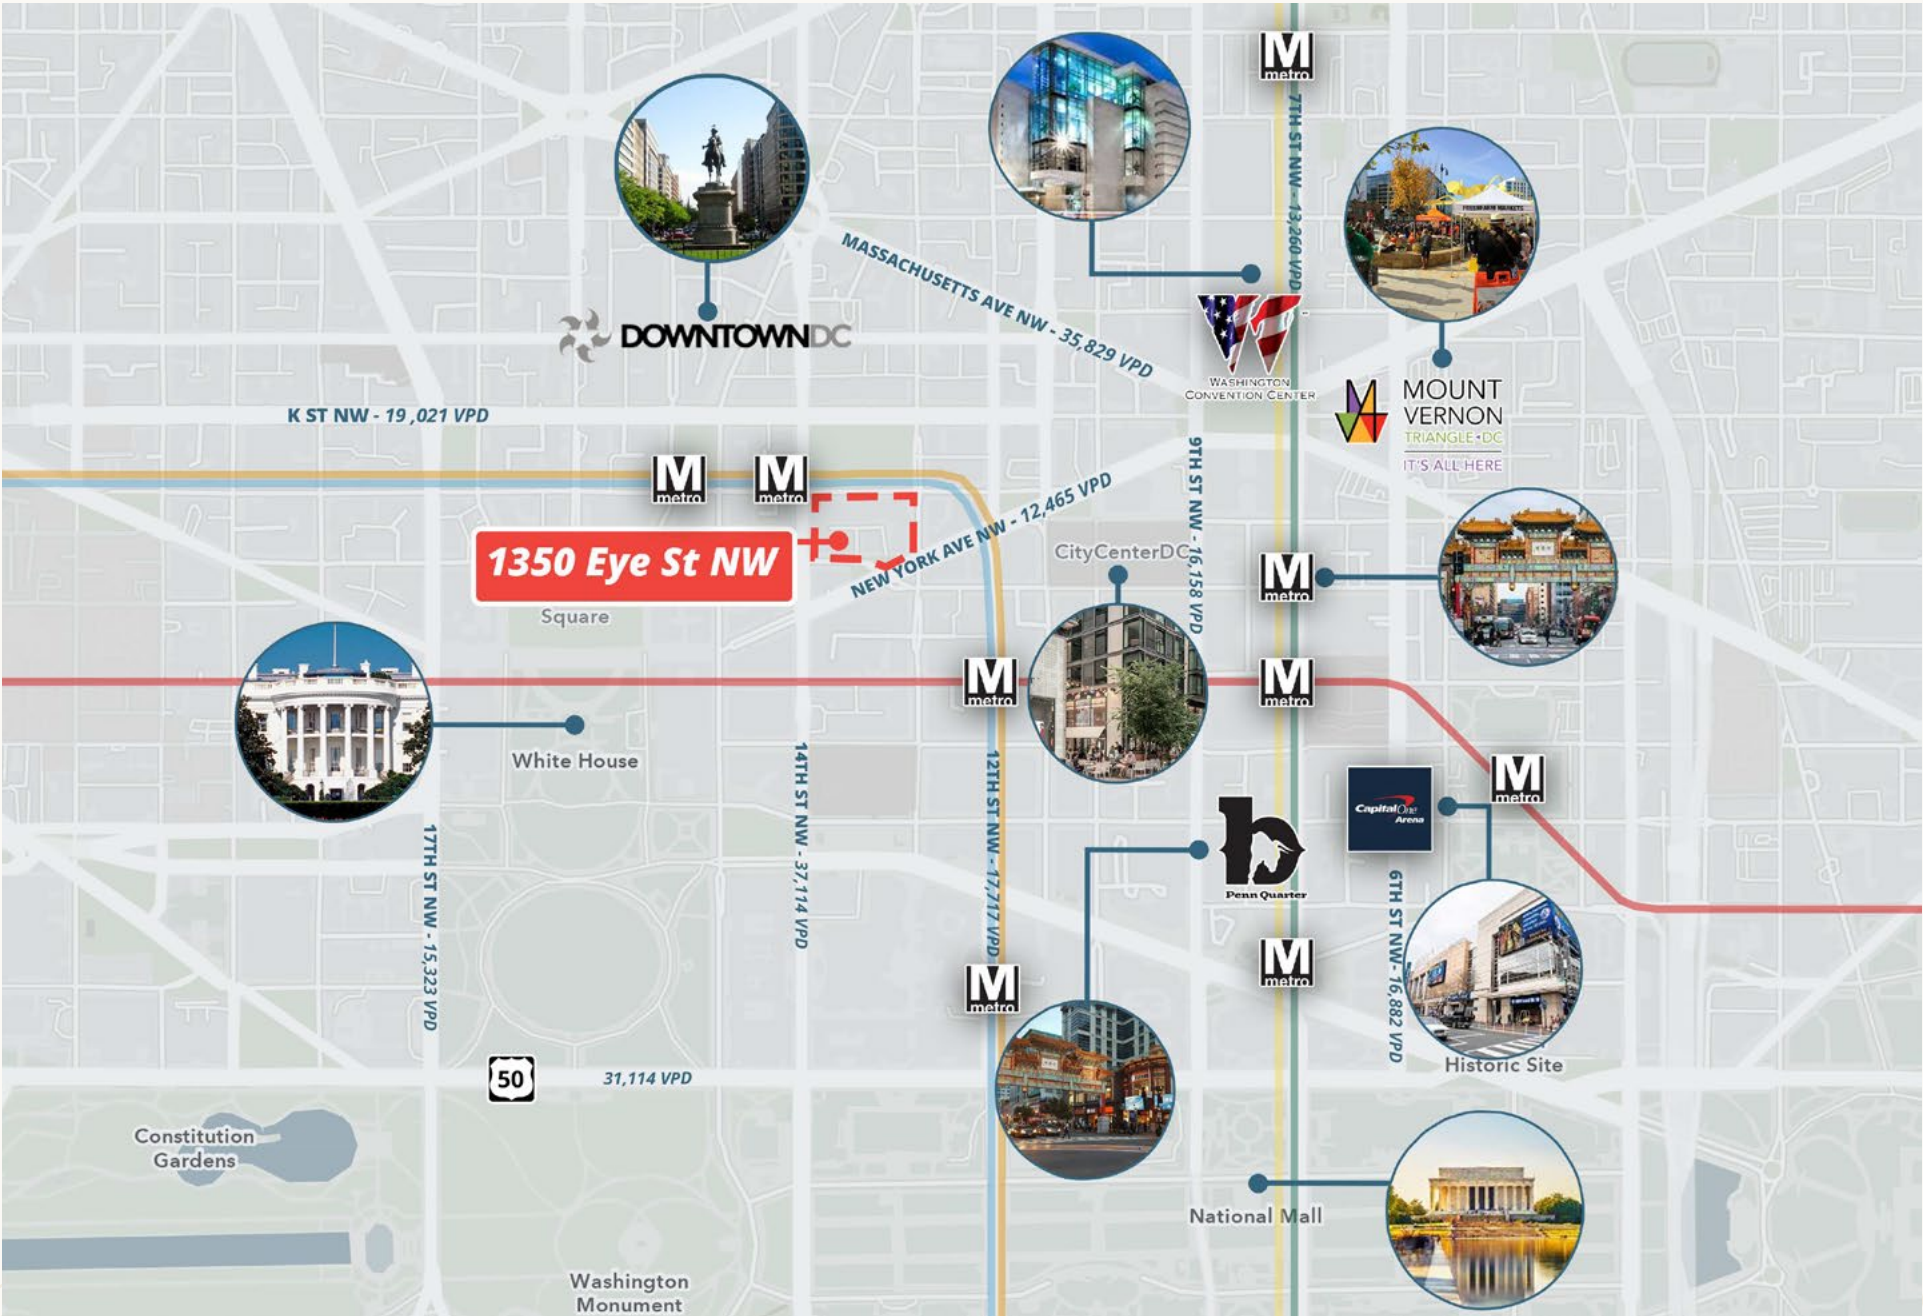 M
metro
7TH ST NW - 13,260 VPD
FRESHFARM MARKETS
MASSACHUSETTS AVE NW - 35,829 VPD
DOWNTOWNDC
WASHINGTON
CONVENTION CENTER
MOUNT
VERNON
TRIANGLE•DC
IT'S ALL HERE
K ST NW - 19 ,021 VPD
M
metro
M
metro
9TH ST NW - 16,158 VPD
NEW YORK AVE NW - 12,465 VPD
1350 Eye St NW
CityCenterDC
M
metro
Square
M
metro
M
metro
White House
14TH ST NW - 37,114 VPD
12TH ST NW - 17,717 VPD
M
metro
Capital One
Arena
b
Penn Quarter
17TH ST NW - 15,323 VPD
6TH ST NW- 16,882 VPD
M
metro
M
metro
50
31,114 VPD
Historic Site
Constitution
Gardens
National Mall
Washington
Monument